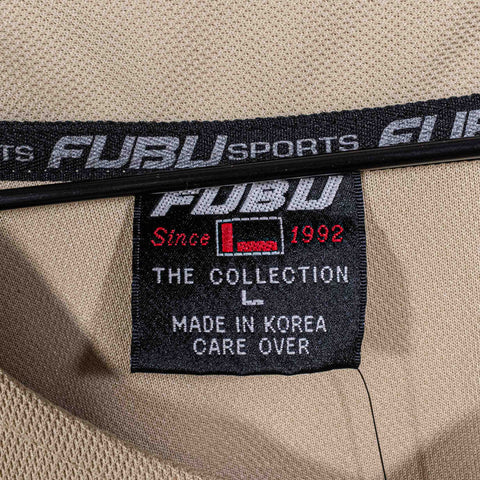 TS FUBU SPORTS FUBU
FUBU
Since L 1992
THE COLLECTION
L
MADE IN KOREA
CARE OVER